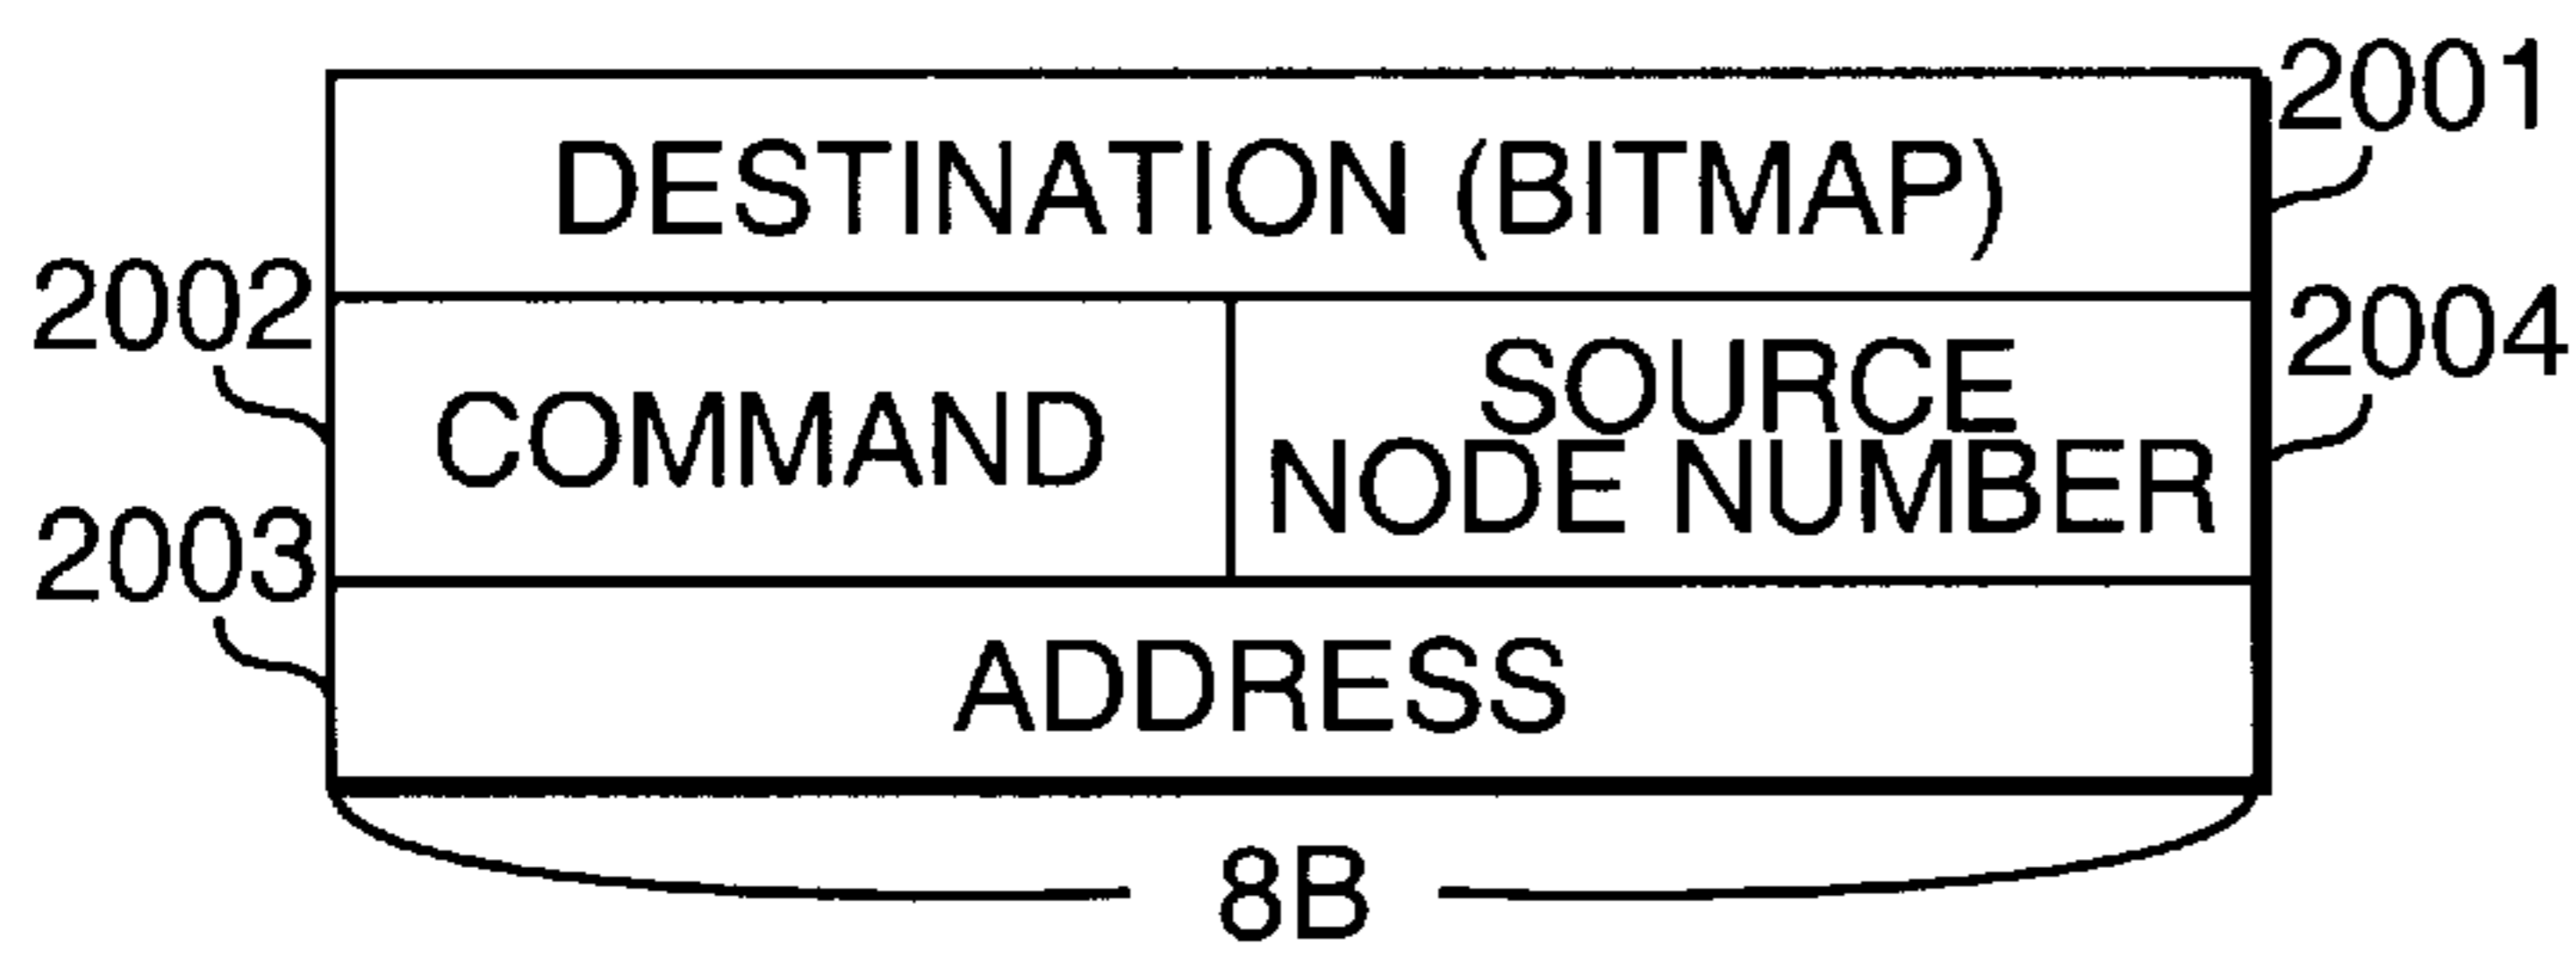 2001
DESTINATION (BITMAP)
2002
2004
COMMAND
SOURCE
NODE NUMBER
2003
ADDRESS
8B